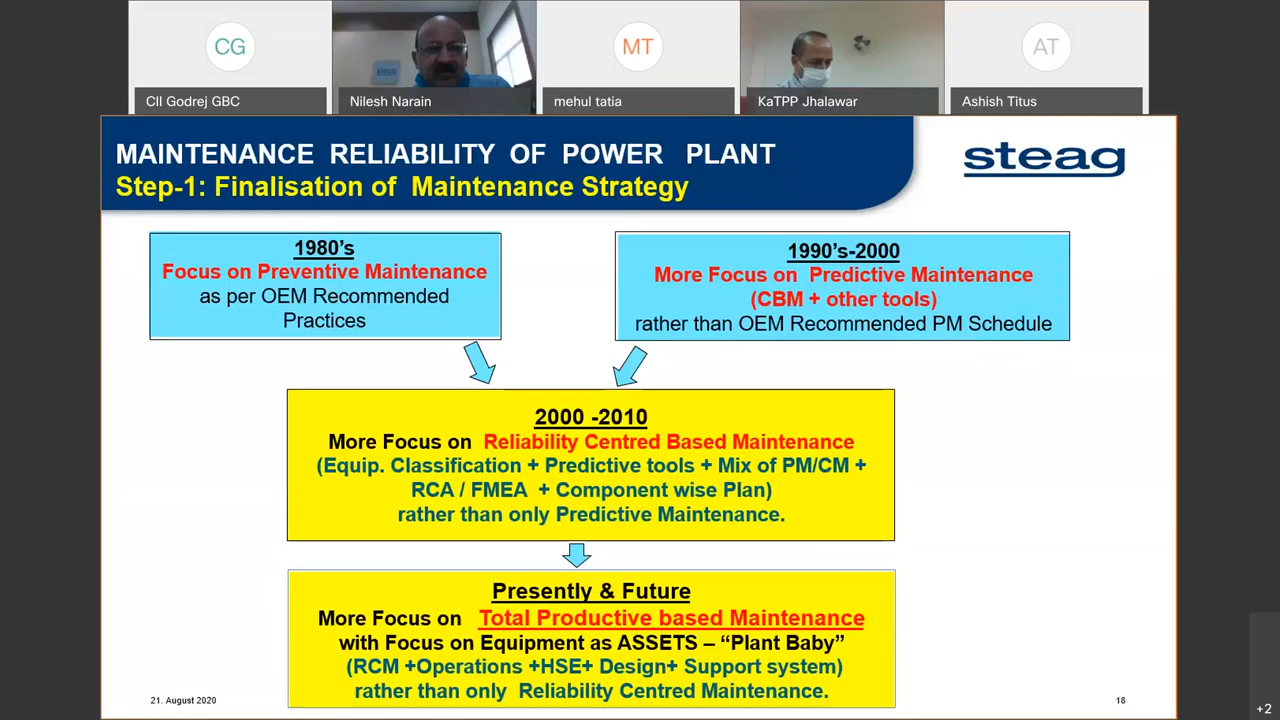 CG
MT
AT
CII Godrej GBC
Nilesh Narain
mehul tatia
KaTPP Jhalawar
Ashish Titus
MAINTENANCE RELIABILITY OF POWER PLANT
Step-1: Finalisation of Maintenance Strategy
steag
1980's
Focus on Preventive Maintenance
as per OEM Recommended
Practices
1990's-2000
More Focus on Predictive Maintenance
(CBM + other tools)
rather than OEM Recommended PM Schedule
2000 -2010
More Focus on Reliability Centred Based Maintenance
(Equip. Classification + Predictive tools + Mix of PM/CM +
RCA / FMEA + Component wise Plan)
rather than only Predictive Maintenance.
Presently & Future
More Focus on Total Productive based Maintenance
with Focus on Equipment as ASSETS – “Plant Baby”
(RCM +Operations +HSE+ Design+ Support system)
rather than only Reliability Centred Maintenance.
21. August 2020
18
+2